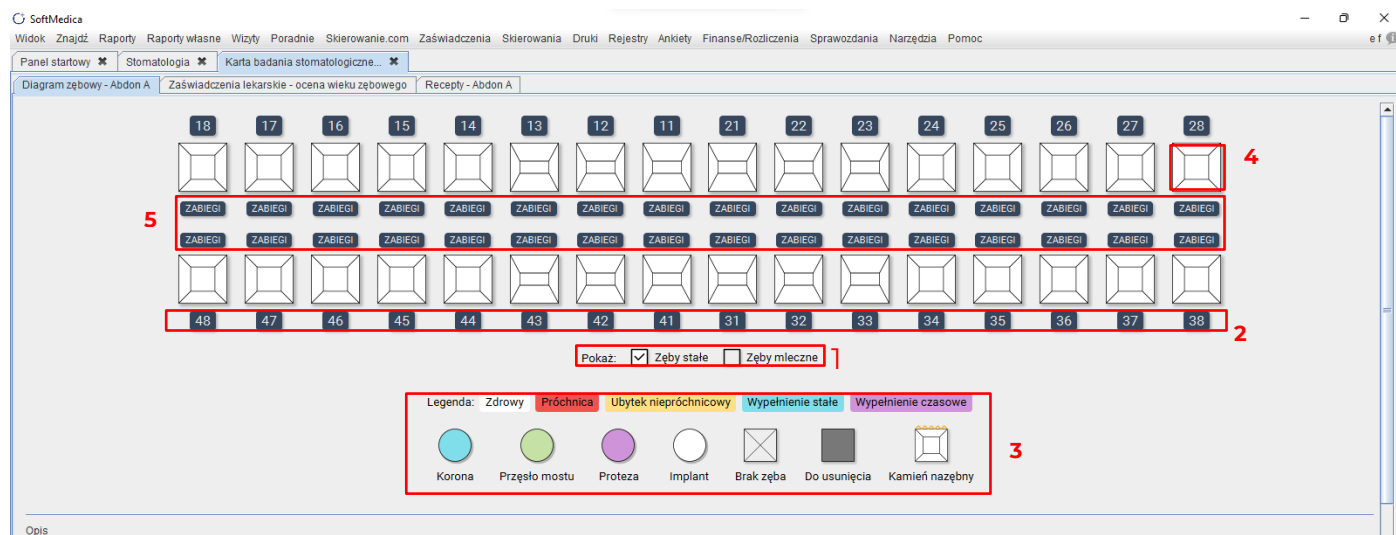 SoftMedica
Widok Znajdź Raporty Raporty własne Wizyty Poradnie Skierowanie.com Zaświadczenia Skierowania Druki Rejestry Ankiety Finanse/Rozliczenia Sprawozdania Narzędzia Pomoc e f
Panel startowy Stomatologia Karta badania stomatologiczne...
Diagram zębowy - Abdon A Zaświadczenia lekarskie - ocena wieku zębowego Recepty - Abdon A
18 17 16 15 14 13 12 11 21 22 23 24 25 26 27 28
4
ZABIEGI ZABIEGI ZABIEGI ZABIEGI ZABIEGI ZABIEGI ZABIEGI ZABIEGI ZABIEGI ZABIEGI ZABIEGI ZABIEGI ZABIEGI ZABIEGI ZABIEGI ZABIEGI
5
ZABIEGI ZABIEGI ZABIEGI ZABIEGI ZABIEGI ZABIEGI ZABIEGI ZABIEGI ZABIEGI ZABIEGI ZABIEGI ZABIEGI ZABIEGI ZABIEGI ZABIEGI ZABIEGI
48 47 46 45 44 43 42 41 31 32 33 34 35 36 37 38
2
Pokaż: Zęby stałe Zęby mleczne 1
Legenda: Zdrowy Próchnica Ubytek niepróchnicowy Wypełnienie stałe Wypełnienie czasowe
3
Korona Przęsło mostu Proteza Implant Brak zęba Do usunięcia Kamień nazębny
Opis